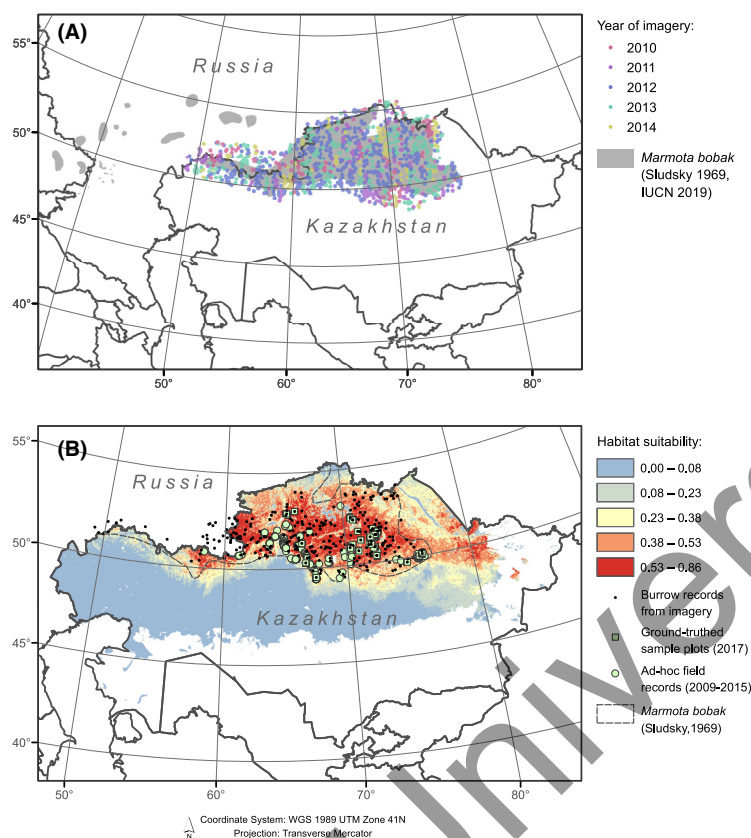 (A)
Russia
Kazakhstan
55°
50°
45°
40°
50°
60°
70°
80°
Year of imagery:
2010
2011
2012
2013
2014
Marmota bobak
(Sludsky 1969,
IUCN 2019)
(B)
Russia
Kazakhstan
55°
50°
45°
40°
50°
60°
70°
80°
Habitat suitability:
0,00 – 0,08
0,08 – 0,23
0,23 – 0,38
0,38 – 0,53
0,53 – 0,86
Burrow records
from imagery
Ground-truthed
sample plots (2017)
Ad-hoc field
records (2009-2015)
Marmota bobak
(Sludsky,1969)
N
Coordinate System: WGS 1989 UTM Zone 41N
Projection: Transverse Mercator
Univer